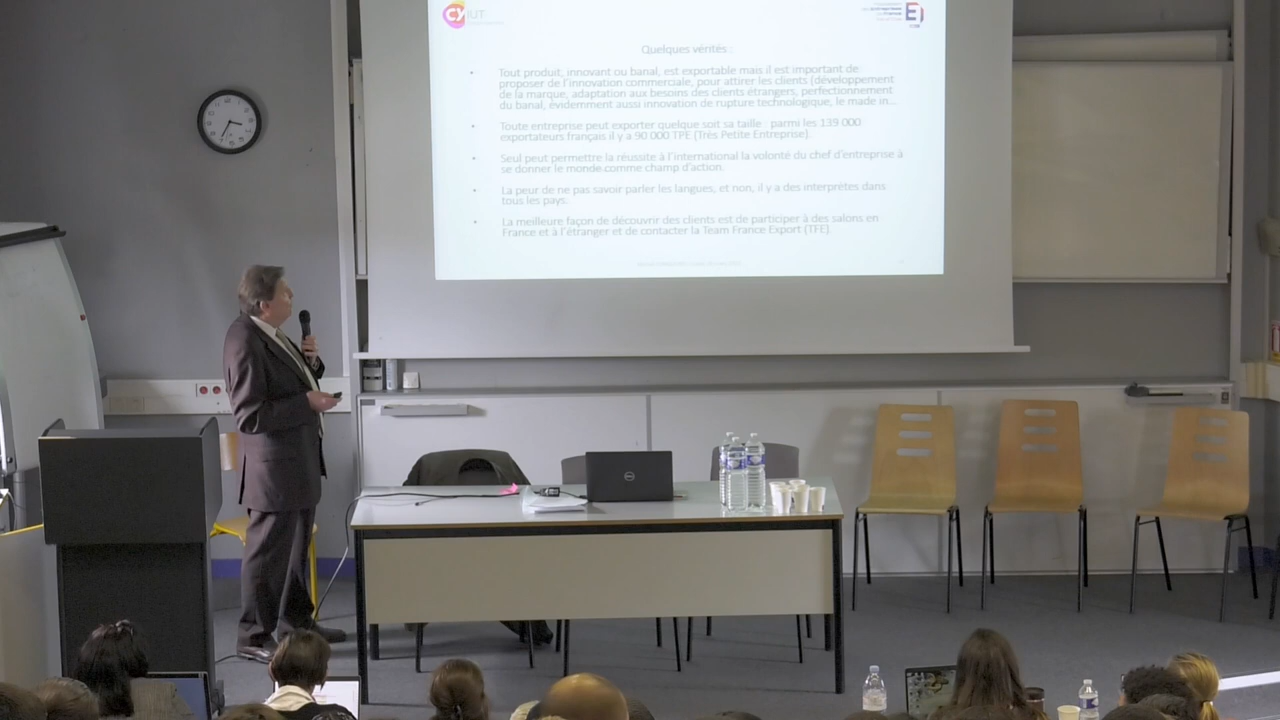 CY IUT
Quelques vérités :
Tout produit, innovant ou banal, est exportable mais il est important de
proposer de l'innovation commerciale, pour attirer les clients (développement
de la marque, adaptation aux besoins des clients étrangers, perfectionnement
du banal, évidemment aussi innovation de rupture technologique, le made in...
Toute entreprise peut exporter quelque soit sa taille : parmi les 139 000
exportateurs français il y a 90 000 TPE (Très Petite Entreprise).
Seul peut permettre la réussite à l'international la volonté du chef d'entreprise à
se donner le monde comme champ d'action.
La peur de ne pas savoir parler les langues, et non, il y a des interprètes dans
tous les pays.
La meilleure façon de découvrir des clients est de participer à des salons en
France et à l'étranger et de contacter la Team France Export (TFE).
DELL